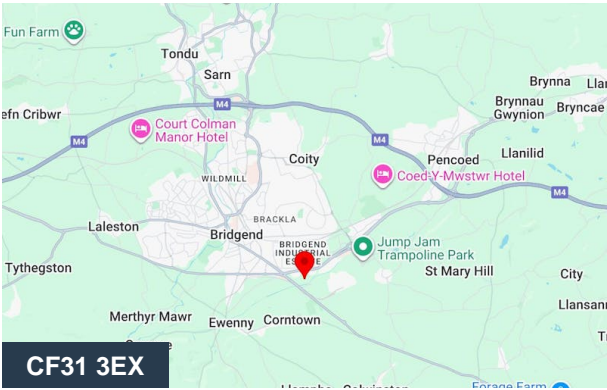 Fun Farm
Tondu
Sarn
Brynna
Brynnau
Gwynion
Bryncae
M4
Court Colman
Manor Hotel
M4
M4
Coity
Pencoed
Llanilid
WILDMILL
Coed-Y-Mwstwr Hotel
M4
BRACKLA
Laleston
Bridgend
BRIDGEND
INDUSTRIAL
Jump Jam
Trampoline Park
Tythegston
St Mary Hill
City
Merthyr Mawr
Ewenny
Corntown
CF31 3EX